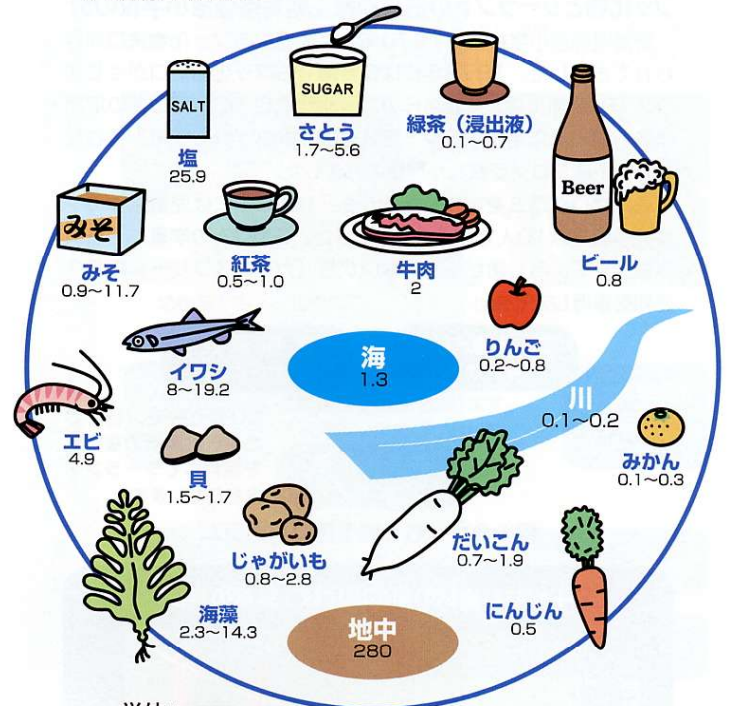 SUGAR
さとう
1.7～5.6
緑茶（浸出液）
0.1～0.7
SALT
塩
25.9
Beer
ビール
0.8
みそ
みそ
0.9～11.7
紅茶
0.5～1.0
牛肉
2
りんご
0.2～0.8
イワシ
8～19.2
海
1.3
川
0.1～0.2
エビ
4.9
貝
1.5～1.7
みかん
0.1～0.3
じゃがいも
0.8～2.8
だいこん
0.7～1.9
海藻
2.3～14.3
地中
280
にんじん
0.5